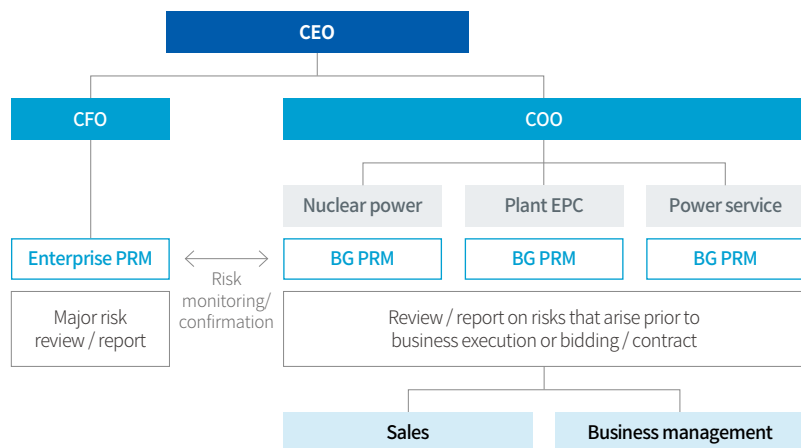 CEO
CFO
COO
Nuclear power
Plant EPC
Power service
Enterprise PRM
BG PRM
BG PRM
BG PRM
Risk
monitoring/
confirmation
Major risk
review / report
Review / report on risks that arise prior to
business execution or bidding / contract
Sales
Business management